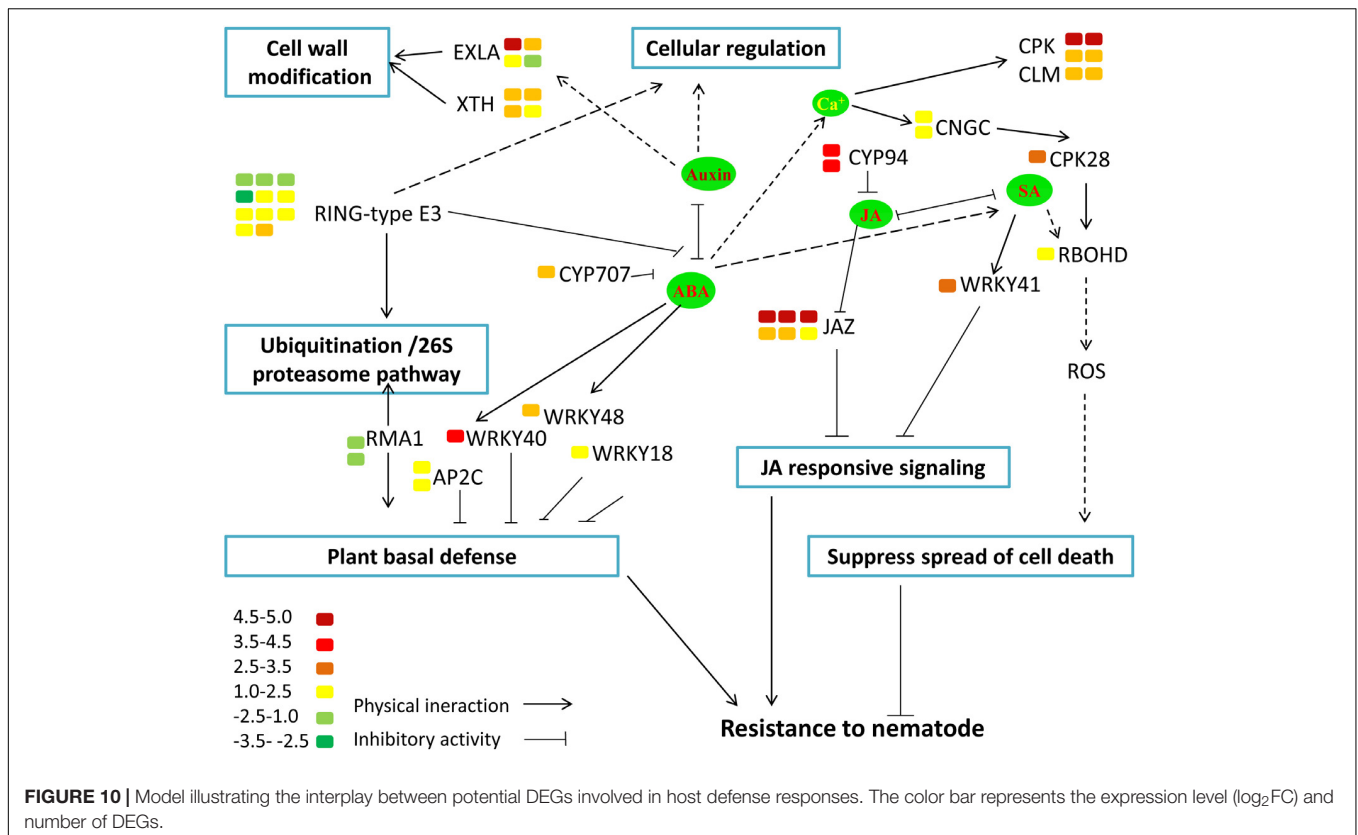 Cell wall
modification
EXLA
XTH
Cellular regulation
CPK
CLM
Ca+
CNGC
CYP94
CPK28
Auxin
SA
JA
RING-type E3
RBOHD
CYP707
ABA
WRKY41
JAZ
Ubiquitination /26S
proteasome pathway
ROS
WRKY48
RMA1
WRKY40
WRKY18
AP2C
JA responsive signaling
Plant basal defense
Suppress spread of cell death
4.5-5.0
3.5-4.5
2.5-3.5
1.0-2.5
-2.5-1.0
-3.5- -2.5
Physical ineraction
Inhibitory activity
Resistance to nematode
FIGURE 10 | Model illustrating the interplay between potential DEGs involved in host defense responses. The color bar represents the expression level (log₂FC) and
number of DEGs.